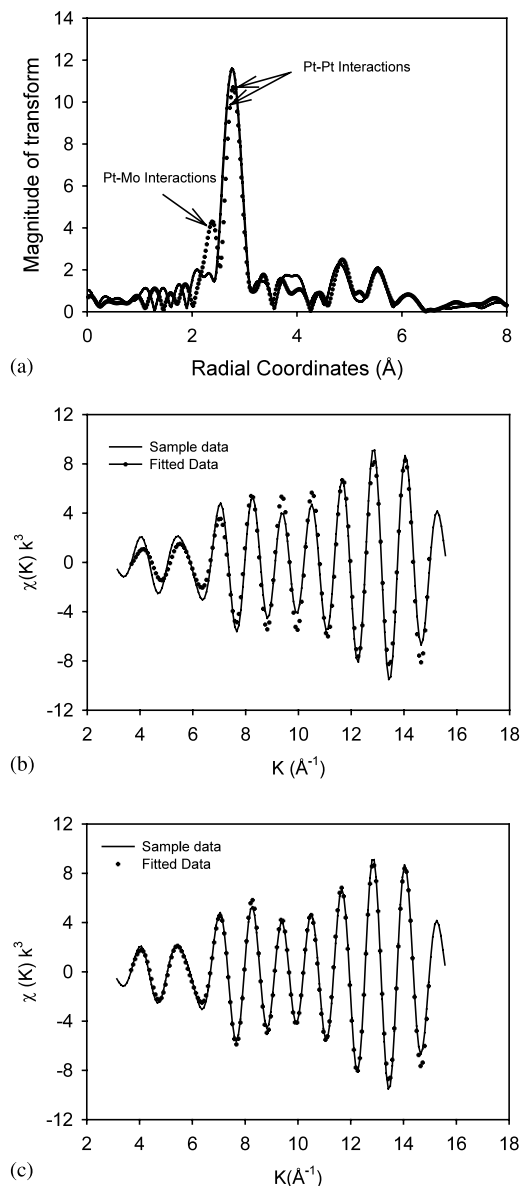 14
12
10
8
6
4
2
0
Magnitude of transform
Pt-Pt Interactions
Pt-Mo Interactions
0 2 4 6 8
Radial Coordinates (Å)
(a)
12
8
4
0
-4
-8
-12
χ(K) k³
Sample data
Fitted Data
2 4 6 8 10 12 14 16 18
K (Å⁻¹)
(b)
12
8
4
0
-4
-8
-12
χ (K) k³
Sample data
Fitted Data
2 4 6 8 10 12 14 16 18
K(Å⁻¹)
(c)